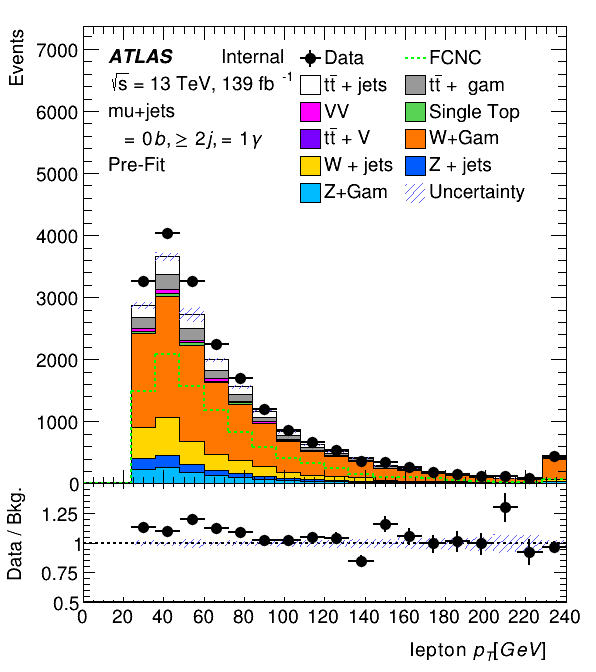 Events
7000
6000
5000
4000
3000
2000
1000
0
ATLAS Internal
√s = 13 TeV, 139 fb⁻¹
mu+jets
= 0b, ≥ 2j, = 1γ
Pre-Fit
Data
FCNC
tt̄ + jets
tt̄ + gam
VV
Single Top
tt̄ + V
W+Gam
W + jets
Z + jets
Z+Gam
Uncertainty
Data / Bkg.
1.25
1
0.75
0.5
0 20 40 60 80 100 120 140 160 180 200 220 240
lepton p_T[GeV]